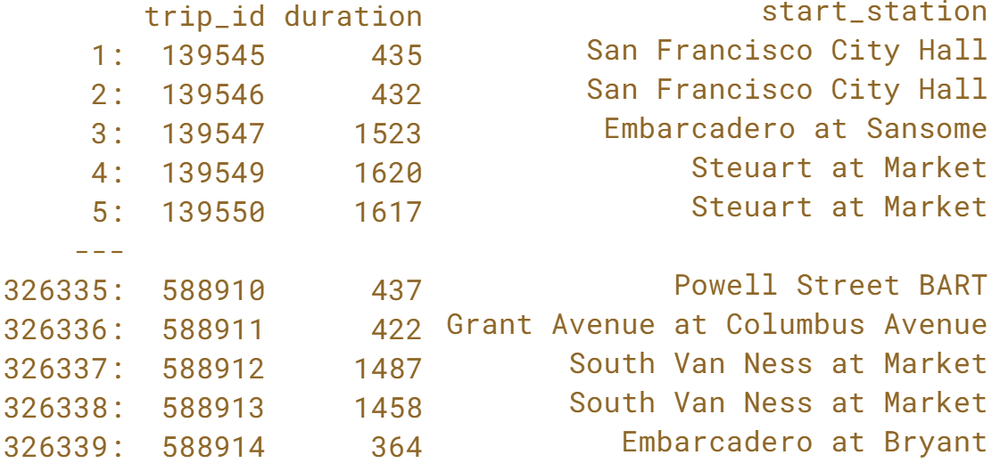 trip_id duration start_station
1: 139545 435 San Francisco City Hall
2: 139546 432 San Francisco City Hall
3: 139547 1523 Embarcadero at Sansome
4: 139549 1620 Steuart at Market
5: 139550 1617 Steuart at Market
---
326335: 588910 437 Powell Street BART
326336: 588911 422 Grant Avenue at Columbus Avenue
326337: 588912 1487 South Van Ness at Market
326338: 588913 1458 South Van Ness at Market
326339: 588914 364 Embarcadero at Bryant